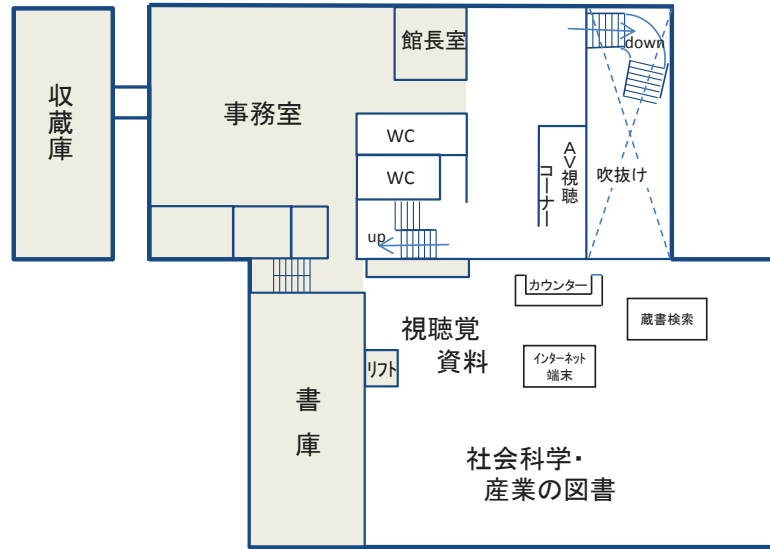 館長室
down
収蔵庫
事務室
WC
AV視聴
コーナー
吹抜け
WC
up
カウンター
蔵書検索
視聴覚
資料
インターネット
端末
リフト
書庫
社会科学・
産業の図書